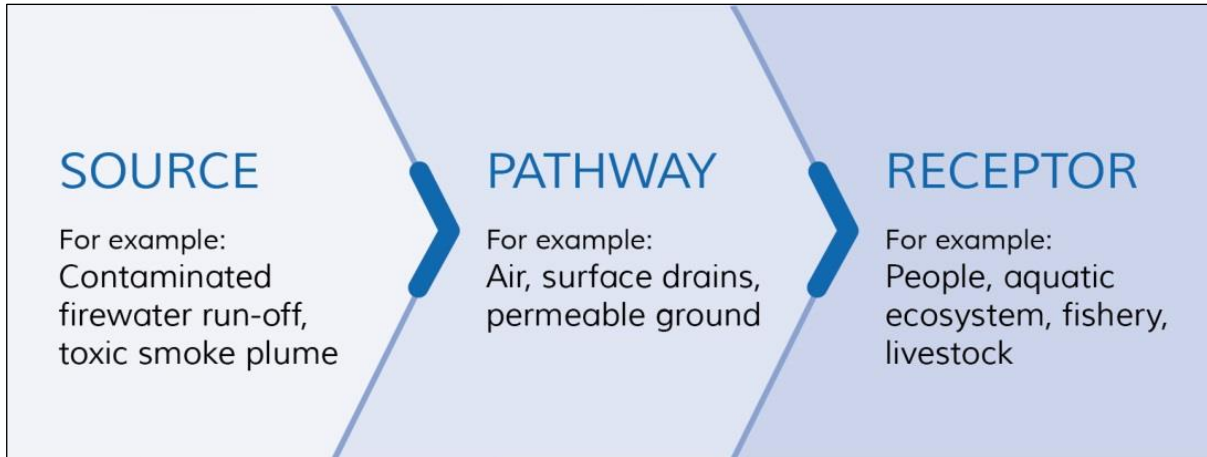 SOURCE
For example:
Contaminated
firewater run-off,
toxic smoke plume
PATHWAY
For example:
Air, surface drains,
permeable ground
RECEPTOR
For example:
People, aquatic
ecosystem, fishery,
livestock